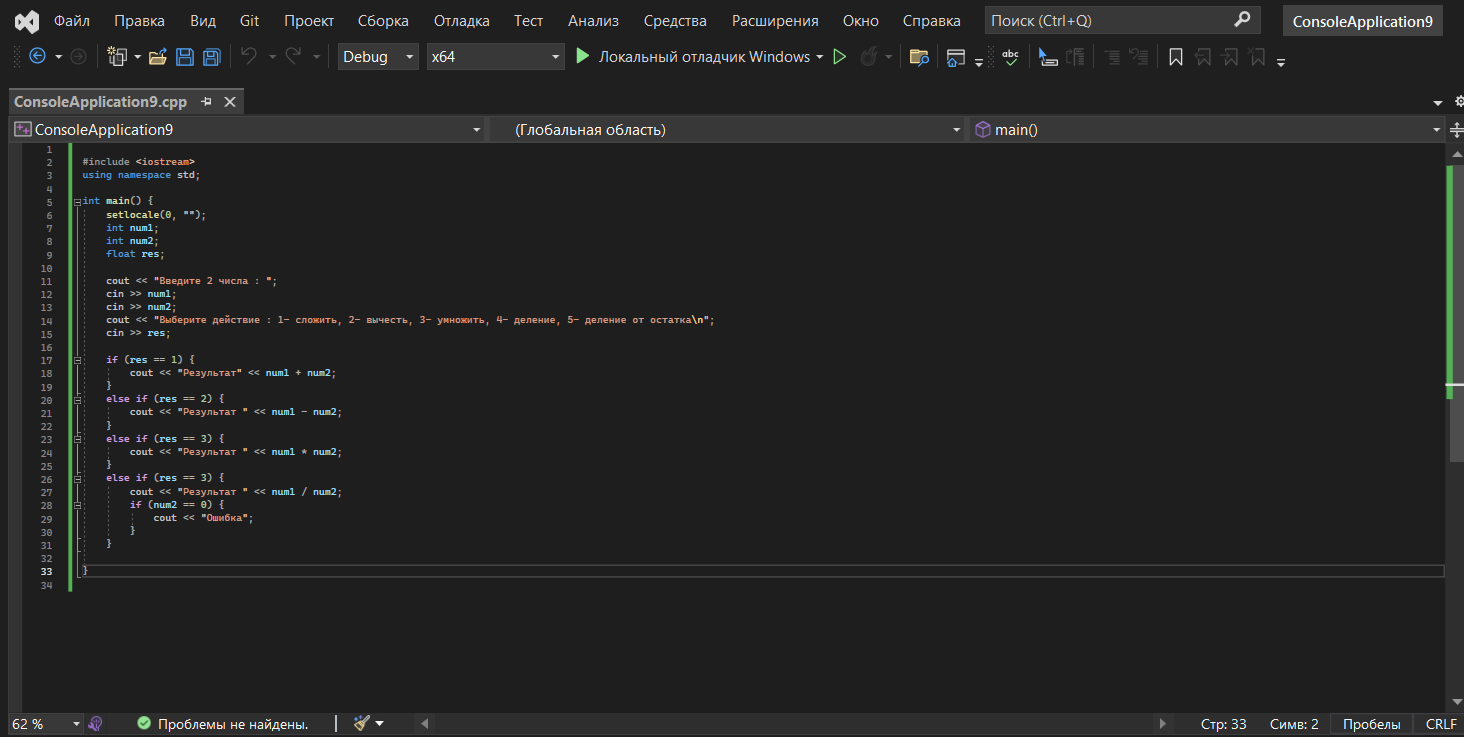 Файл Правка Вид Git Проект Сборка Отладка Тест Анализ Средства Расширения Окно Справка Поиск (Ctrl+Q) ConsoleApplication9
Debug x64 Локальный отладчик Windows abc
ConsoleApplication9.cpp
ConsoleApplication9 (Глобальная область) main()
1
2 #include <iostream>
3 using namespace std;
4
5 int main() {
6 setlocale(0, "");
7 int num1;
8 int num2;
9 float res;
10
11 cout << "Введите 2 числа : ";
12 cin >> num1;
13 cin >> num2;
14 cout << "Выберите действие : 1- сложить, 2- вычесть, 3- умножить, 4- деление, 5- деление от остатка\n";
15 cin >> res;
16
17 if (res == 1) {
18 cout << "Результат" << num1 + num2;
19 }
20 else if (res == 2) {
21 cout << "Результат " << num1 - num2;
22 }
23 else if (res == 3) {
24 cout << "Результат " << num1 * num2;
25 }
26 else if (res == 3) {
27 cout << "Результат " << num1 / num2;
28 if (num2 == 0) {
29 cout << "Ошибка";
30 }
31 }
32
33 }
34
62 % Проблемы не найдены. Стр: 33 Симв: 2 Пробелы CRLF